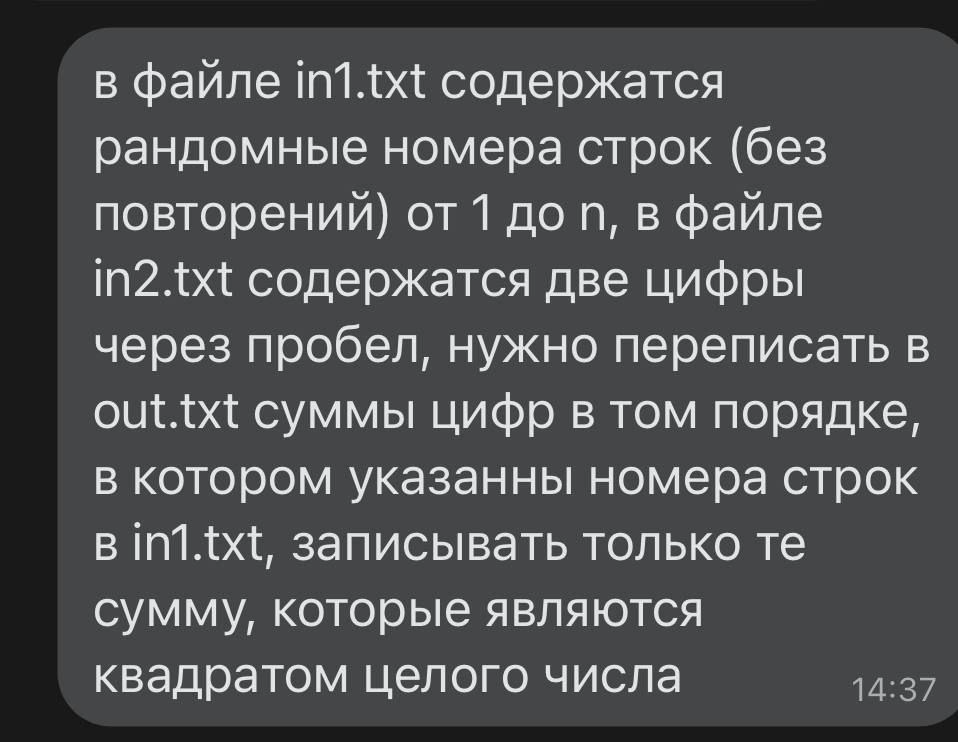 в файле in1.txt содержатся
рандомные номера строк (без
повторений) от 1 до n, в файле
in2.txt содержатся две цифры
через пробел, нужно переписать в
out.txt суммы цифр в том порядке,
в котором указанны номера строк
в in1.txt, записывать только те
сумму, которые являются
квадратом целого числа
14:37